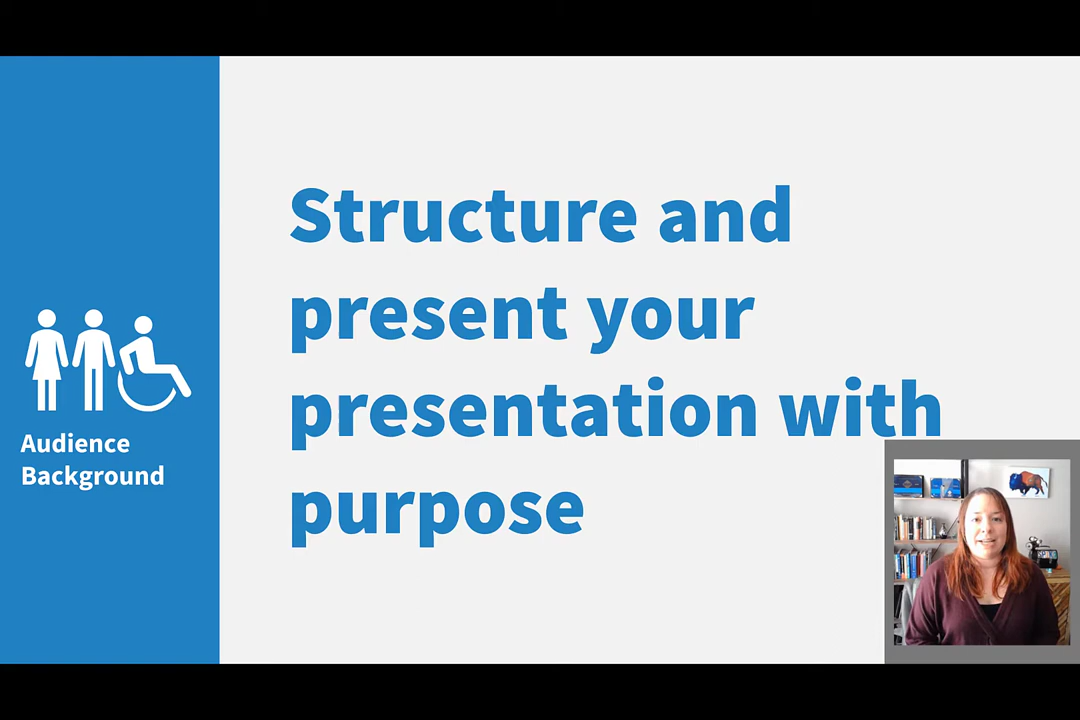 Structure and
present your
presentation with
purpose
Audience
Background